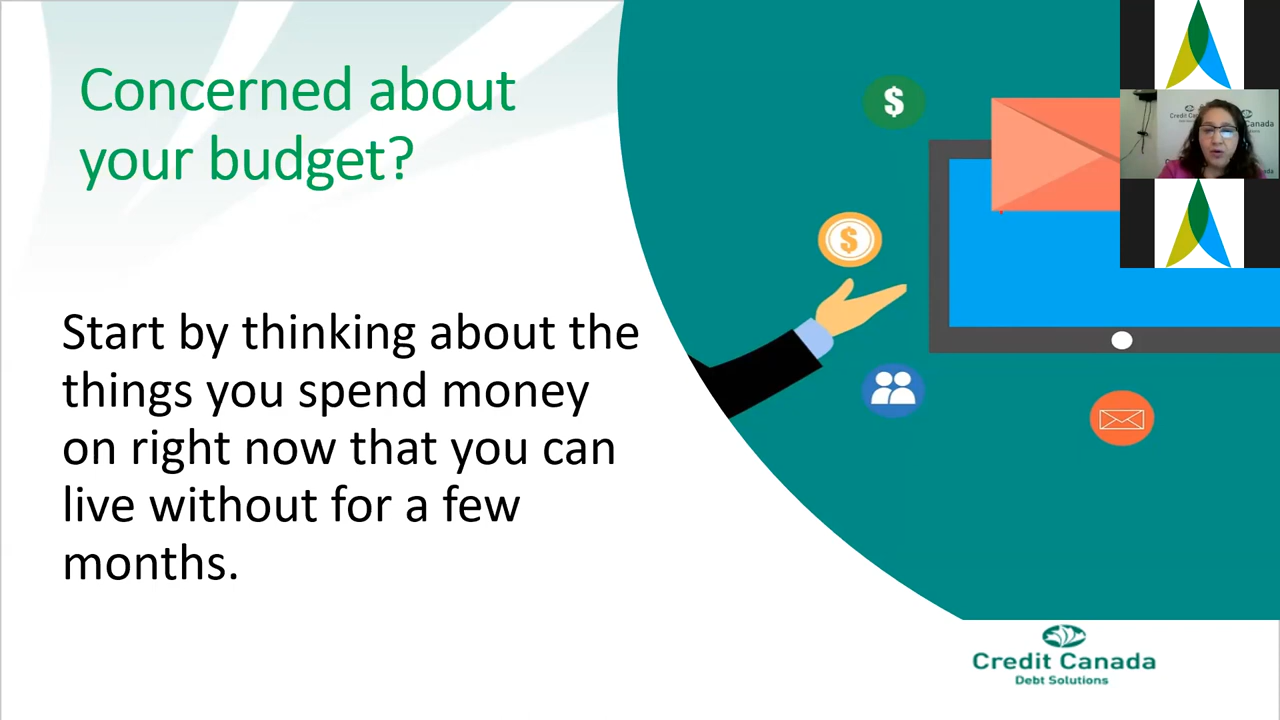 Concerned about
your budget?
Start by thinking about the
things you spend money
on right now that you can
live without for a few
months.
$
$
Credit Canada
Debt Solutions